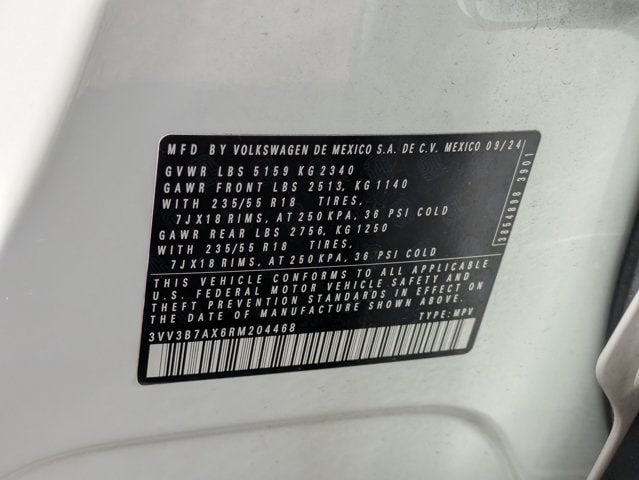 MFD BY VOLKSWAGEN DE MEXICO S.A. DE C.V. MEXICO 09/24
GVWR LBS 5159 KG 2340
GAWR FRONT LBS 2513, KG 1140
WITH 235/55 R18 TIRES,
7JX18 RIMS, AT 250 KPA, 36 PSI COLD
GAWR REAR LBS 2756, KG 1250
WITH 235/55 R18 TIRES,
7JX18 RIMS, AT 250 KPA, 36 PSI COLD
THIS VEHICLE CONFORMS TO ALL APPLICABLE
U.S. FEDERAL MOTOR VEHICLE SAFETY AND
THEFT PREVENTION STANDARDS IN EFFECT ON
THE DATE OF MANUFACTURE SHOWN ABOVE.
TYPE: MPV
3VV3B7AX6RM204468
3854838 3901